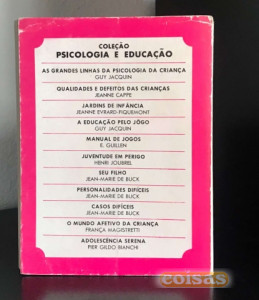 COLEÇÃO
PSICOLOGIA E EDUCAÇÃO
AS GRANDES LINHAS DA PSICOLOGIA DA CRIANÇA
GUY JACQUIN
QUALIDADES E DEFEITOS DAS CRIANÇAS
JEANNE CAPPE
JARDINS DE INFÂNCIA
JEANNE EVRARD-PIQUEMONT
A EDUCAÇÃO PELO JÔGO
GUY JACQUIN
MANUAL DE JOGOS
E. GUILLEN
JUVENTUDE EM PERIGO
HENRI JOUBREL
SEU FILHO
JEAN-MARIE DE BUCK
PERSONALIDADES DIFÍCEIS
JEAN-MARIE DE BUCK
CASOS DIFÍCEIS
JEAN-MARIE DE BUCK
O MUNDO AFETIVO DA CRIANÇA
FRANÇA MAGISTRETTI
ADOLESCÊNCIA SERENA
PIER GILDO BIANCHI
coisas